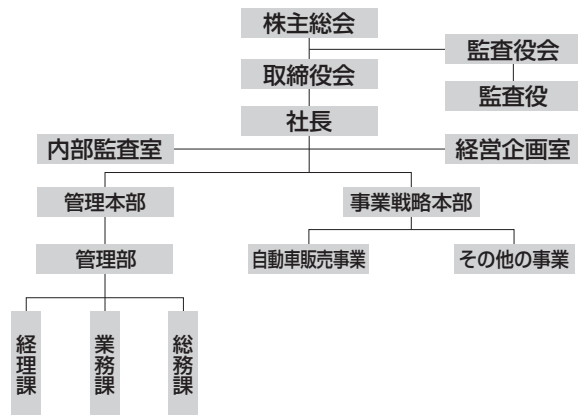 株主総会
監査役会
取締役会
監査役
社長
内部監査室
経営企画室
管理本部
事業戦略本部
管理部
自動車販売事業
その他の事業
経理課
業務課
総務課